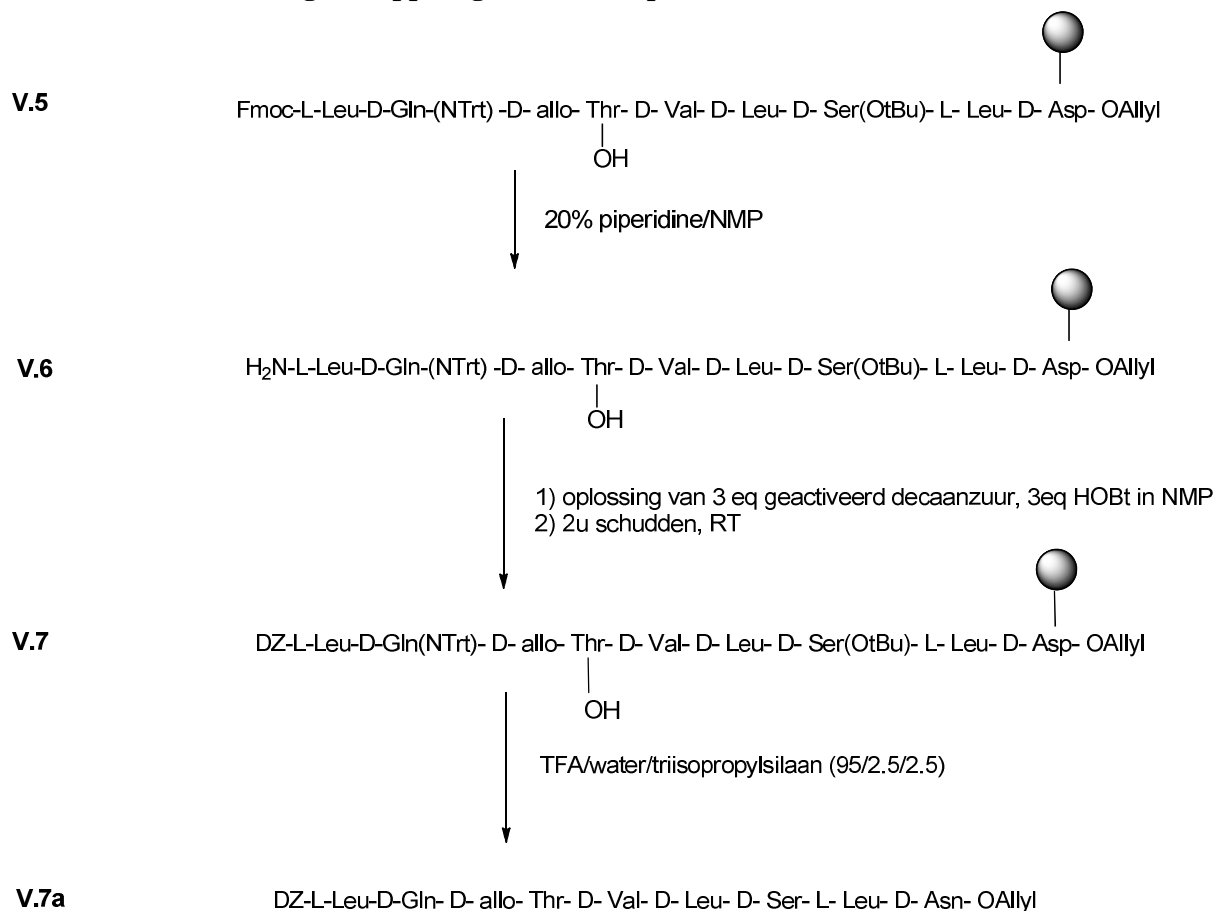 V.5
Fmoc-L-Leu-D-Gln-(NTrt) -D- allo- Thr- D- Val- D- Leu- D- Ser(OtBu)- L- Leu- D- Asp- OAllyl
OH
20% piperidine/NMP
V.6
H₂N-L-Leu-D-Gln-(NTrt) -D- allo- Thr- D- Val- D- Leu- D- Ser(OtBu)- L- Leu- D- Asp- OAllyl
OH
1) oplossing van 3 eq geactiveerd decaanzuur, 3eq HOBt in NMP
2) 2u schudden, RT
V.7
DZ-L-Leu-D-Gln(NTrt)- D- allo- Thr- D- Val- D- Leu- D- Ser(OtBu)- L- Leu- D- Asp- OAllyl
OH
TFA/water/triisopropylsilaan (95/2.5/2.5)
V.7a
DZ-L-Leu-D-Gln- D- allo- Thr- D- Val- D- Leu- D- Ser- L- Leu- D- Asn- OAllyl